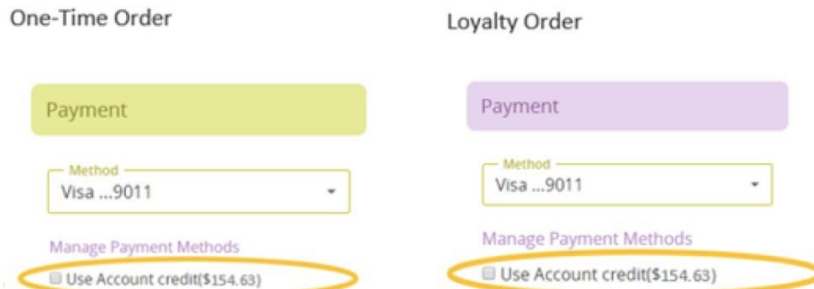 One-Time Order
Payment
Method
Visa ...9011
Manage Payment Methods
Use Account credit($154.63)
Loyalty Order
Payment
Method
Visa ...9011
Manage Payment Methods
Use Account credit($154.63)